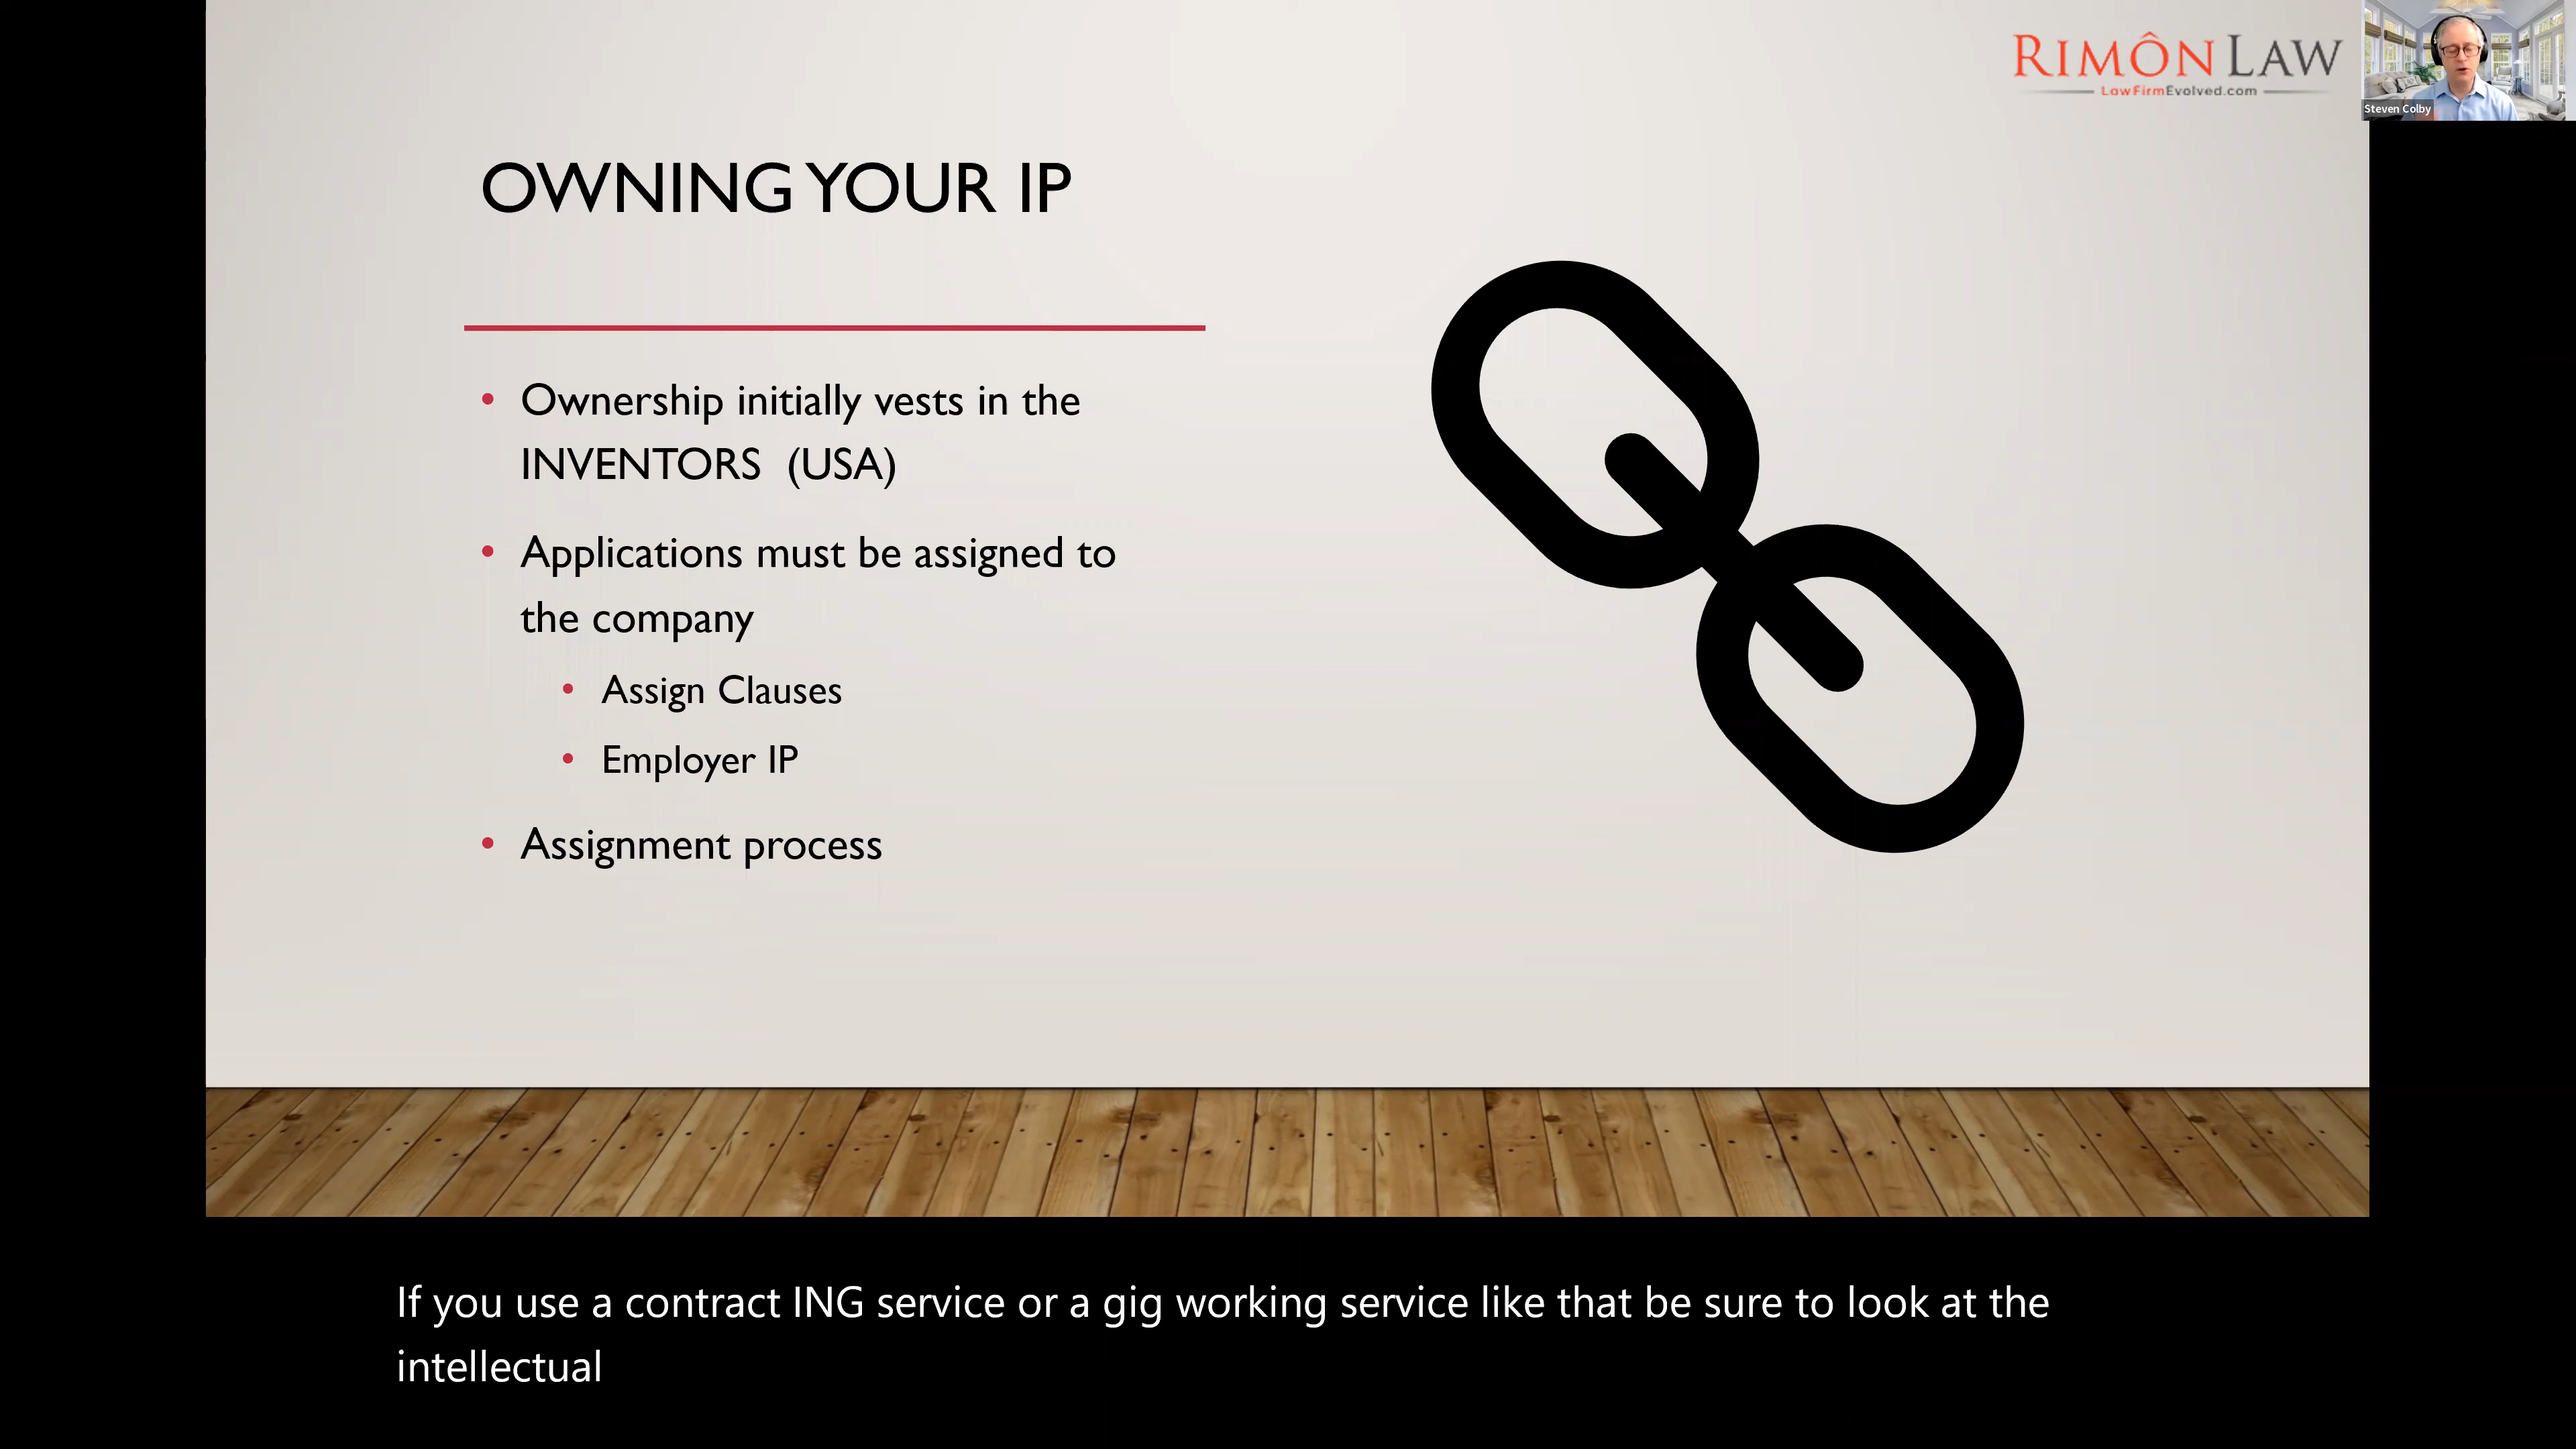 RIMÔN LAW
LawFirmEvolved.com
Steven Colby
OWNING YOUR IP
• Ownership initially vests in the
INVENTORS (USA)
• Applications must be assigned to
the company
• Assign Clauses
• Employer IP
• Assignment process
If you use a contract ING service or a gig working service like that be sure to look at the
intellectual